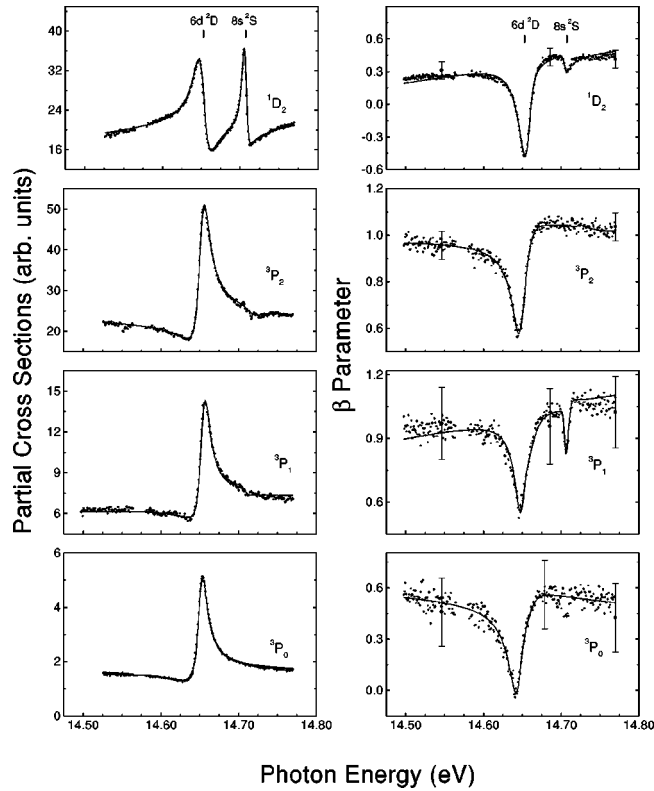 6d ²D 8s ²S
36
32
28
24
20
16
¹D₂
6d ²D 8s ²S
0.6
0.3
0.0
-0.3
-0.6
¹D₂
50
40
30
20
³P₂
1.2
1.0
0.8
0.6
³P₂
15
12
9
6
³P₁
1.2
0.9
0.6
³P₁
6
4
2
0
³P₀
14.50 14.60 14.70 14.80
0.6
0.3
0.0
³P₀
14.50 14.60 14.70 14.80
Partial Cross Sections (arb. units)
β Parameter
Photon Energy (eV)